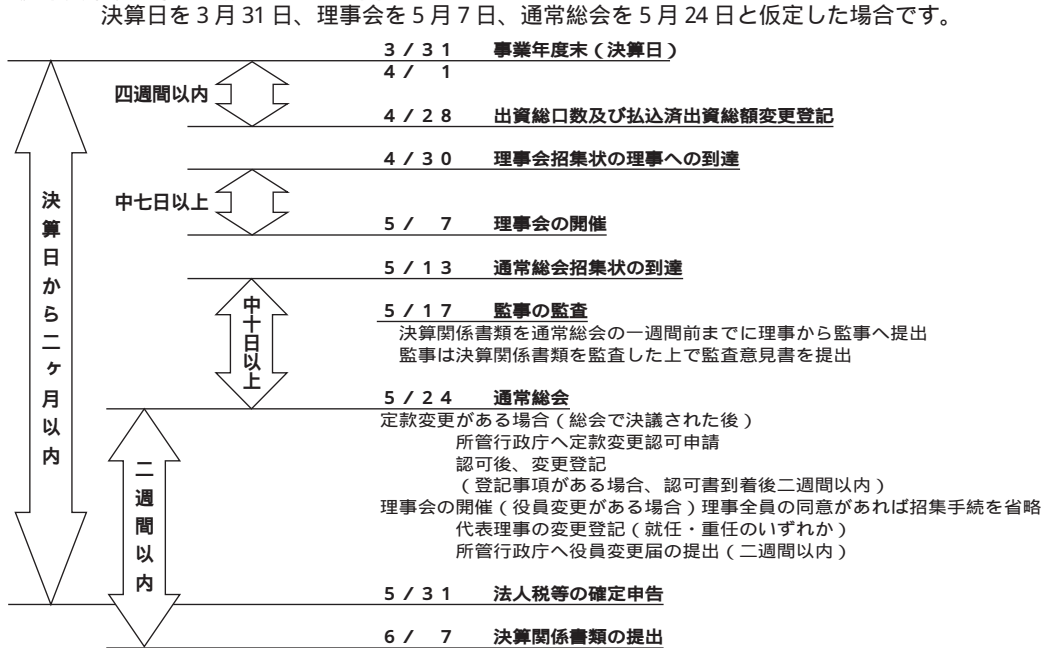 決算日を3月31日、理事会を5月7日、通常総会を5月24日と仮定した場合です。
3/31 事業年度末(決算日)
4/ 1
四週間以内
4/28 出資総口数及び払込済出資総額変更登記
4/30 理事会招集状の理事への到達
中七日以上
5/ 7 理事会の開催
5/13 通常総会招集状の到達
中十日以上
5/17 監事の監査
決算関係書類を通常総会の一週間前までに理事から監事へ提出
監事は決算関係書類を監査した上で監査意見書を提出
5/24 通常総会
定款変更がある場合(総会で決議された後)
所管行政庁へ定款変更認可申請
認可後、変更登記
(登記事項がある場合、認可書到着後二週間以内)
理事会の開催(役員変更がある場合)理事全員の同意があれば招集手続を省略
代表理事の変更登記(就任・重任のいずれか)
所管行政庁へ役員変更届の提出(二週間以内)
決算日から二ヶ月以内
二週間以内
5/31 法人税等の確定申告
6/ 7 決算関係書類の提出